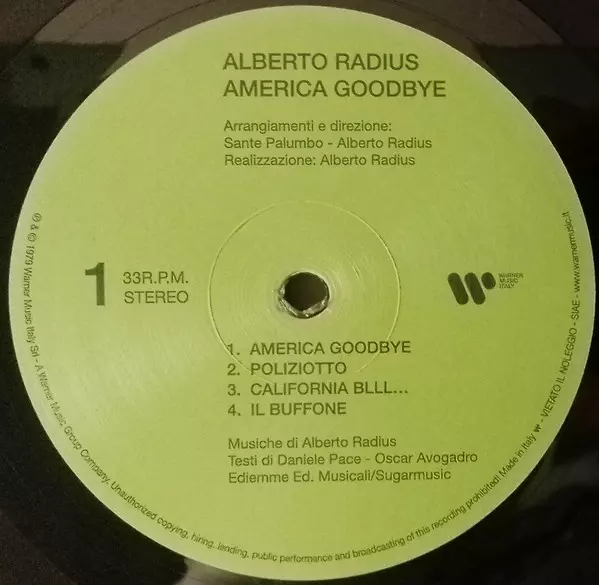 ALBERTO RADIUS
AMERICA GOODBYE
Arrangiamenti e direzione:
Sante Palumbo - Alberto Radius
Realizzazione: Alberto Radius
1
33R.P.M.
STEREO
WARNER
MUSIC
ITALY
1. AMERICA GOODBYE
2. POLIZIOTTO
3. CALIFORNIA BLLL...
4. IL BUFFONE
Musiche di Alberto Radius
Testi di Daniele Pace - Oscar Avogadro
Ediemme Ed. Musicali/Sugarmusic
℗ & © 1979 Warner Music Italy Srl - A Warner Music Group Company. Unauthorized copying, hiring, lending, public performance and broadcasting of this recording prohibited! Made in Italy - VIETATO IL NOLEGGIO - SIAE - www.warnermusic.it